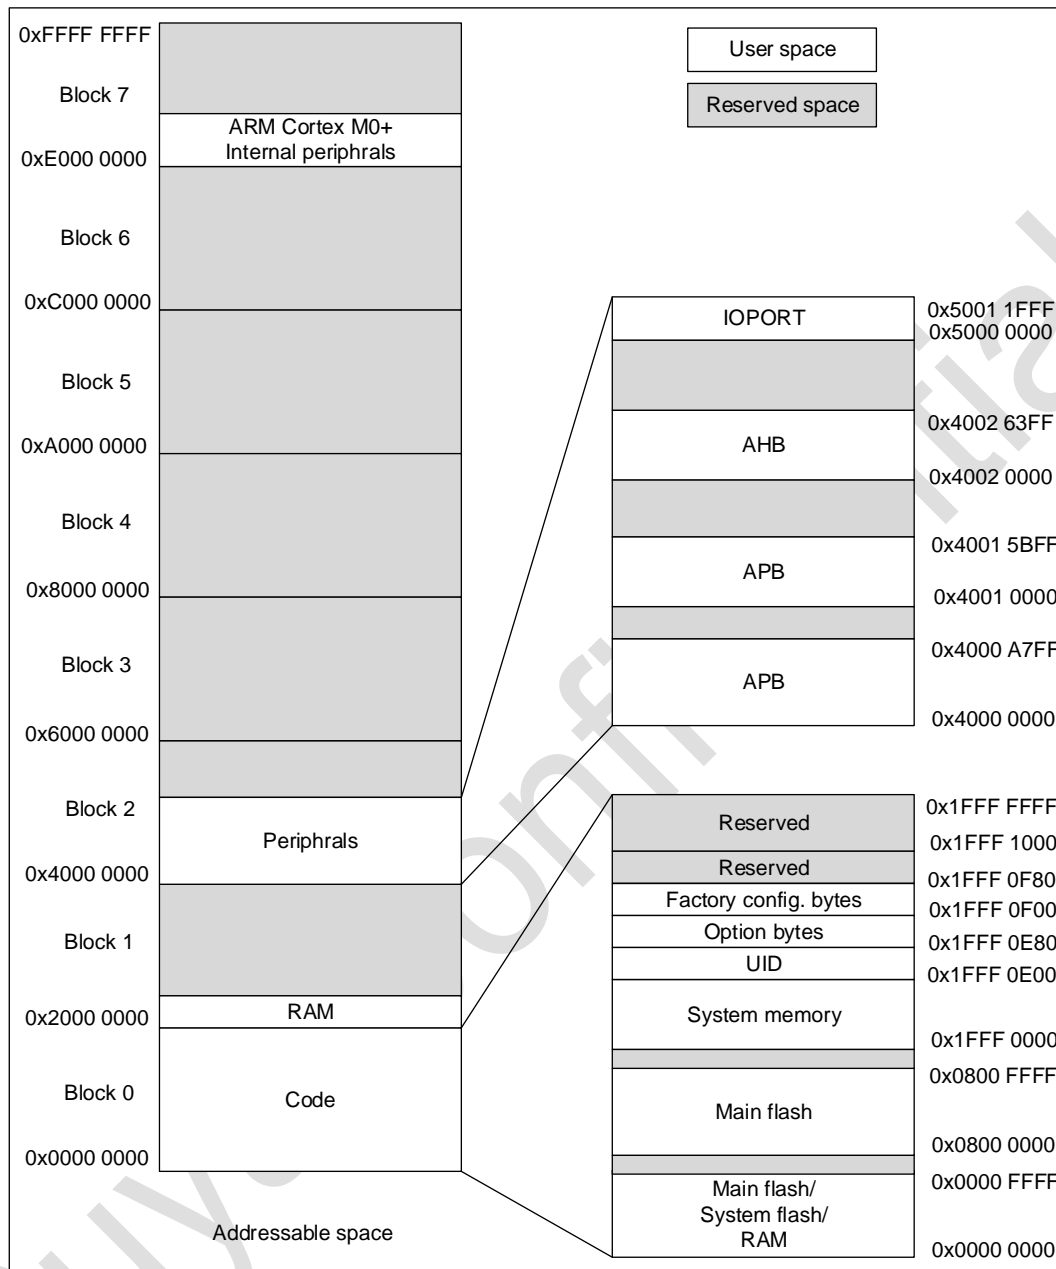 0xFFFF FFFF
Block 7
ARM Cortex M0+
Internal periphrals
0xE000 0000
Block 6
0xC000 0000
Block 5
0xA000 0000
Block 4
0x8000 0000
Block 3
0x6000 0000
Block 2
Periphrals
0x4000 0000
Block 1
RAM
0x2000 0000
Block 0
Code
0x0000 0000
Addressable space
User space
Reserved space
IOPORT
0x5001 1FFF
0x5000 0000
0x4002 63FF
AHB
0x4002 0000
0x4001 5BFF
APB
0x4001 0000
0x4000 A7FF
APB
0x4000 0000
0x1FFF FFFF
Reserved
0x1FFF 1000
Reserved
0x1FFF 0F80
Factory config. bytes
0x1FFF 0F00
Option bytes
0x1FFF 0E80
UID
0x1FFF 0E00
System memory
0x1FFF 0000
0x0800 FFFF
Main flash
0x0800 0000
0x0000 FFFF
Main flash/
System flash/
RAM
0x0000 0000